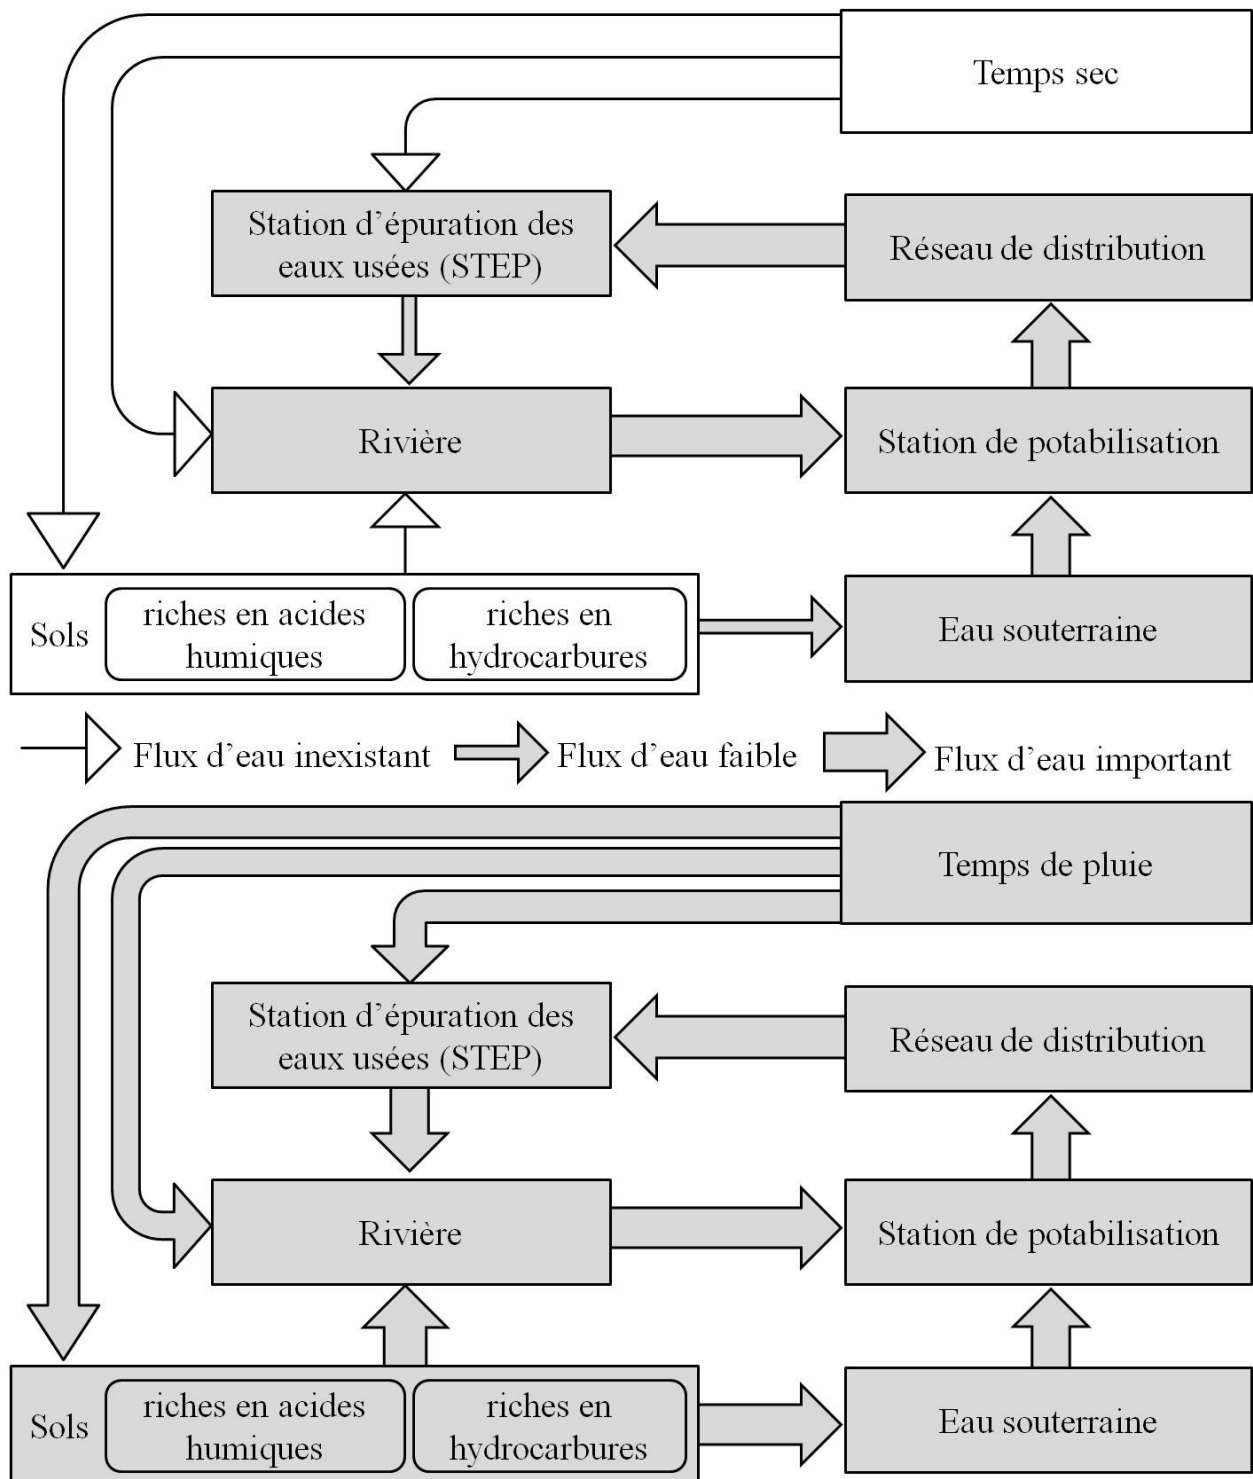 Temps sec
Station d’épuration des
eaux usées (STEP)
Réseau de distribution
Rivière
Station de potabilisation
Sols
riches en acides
humiques
riches en
hydrocarbures
Eau souterraine
Flux d’eau inexistant
Flux d’eau faible
Flux d’eau important
Temps de pluie
Station d’épuration des
eaux usées (STEP)
Réseau de distribution
Rivière
Station de potabilisation
Sols
riches en acides
humiques
riches en
hydrocarbures
Eau souterraine